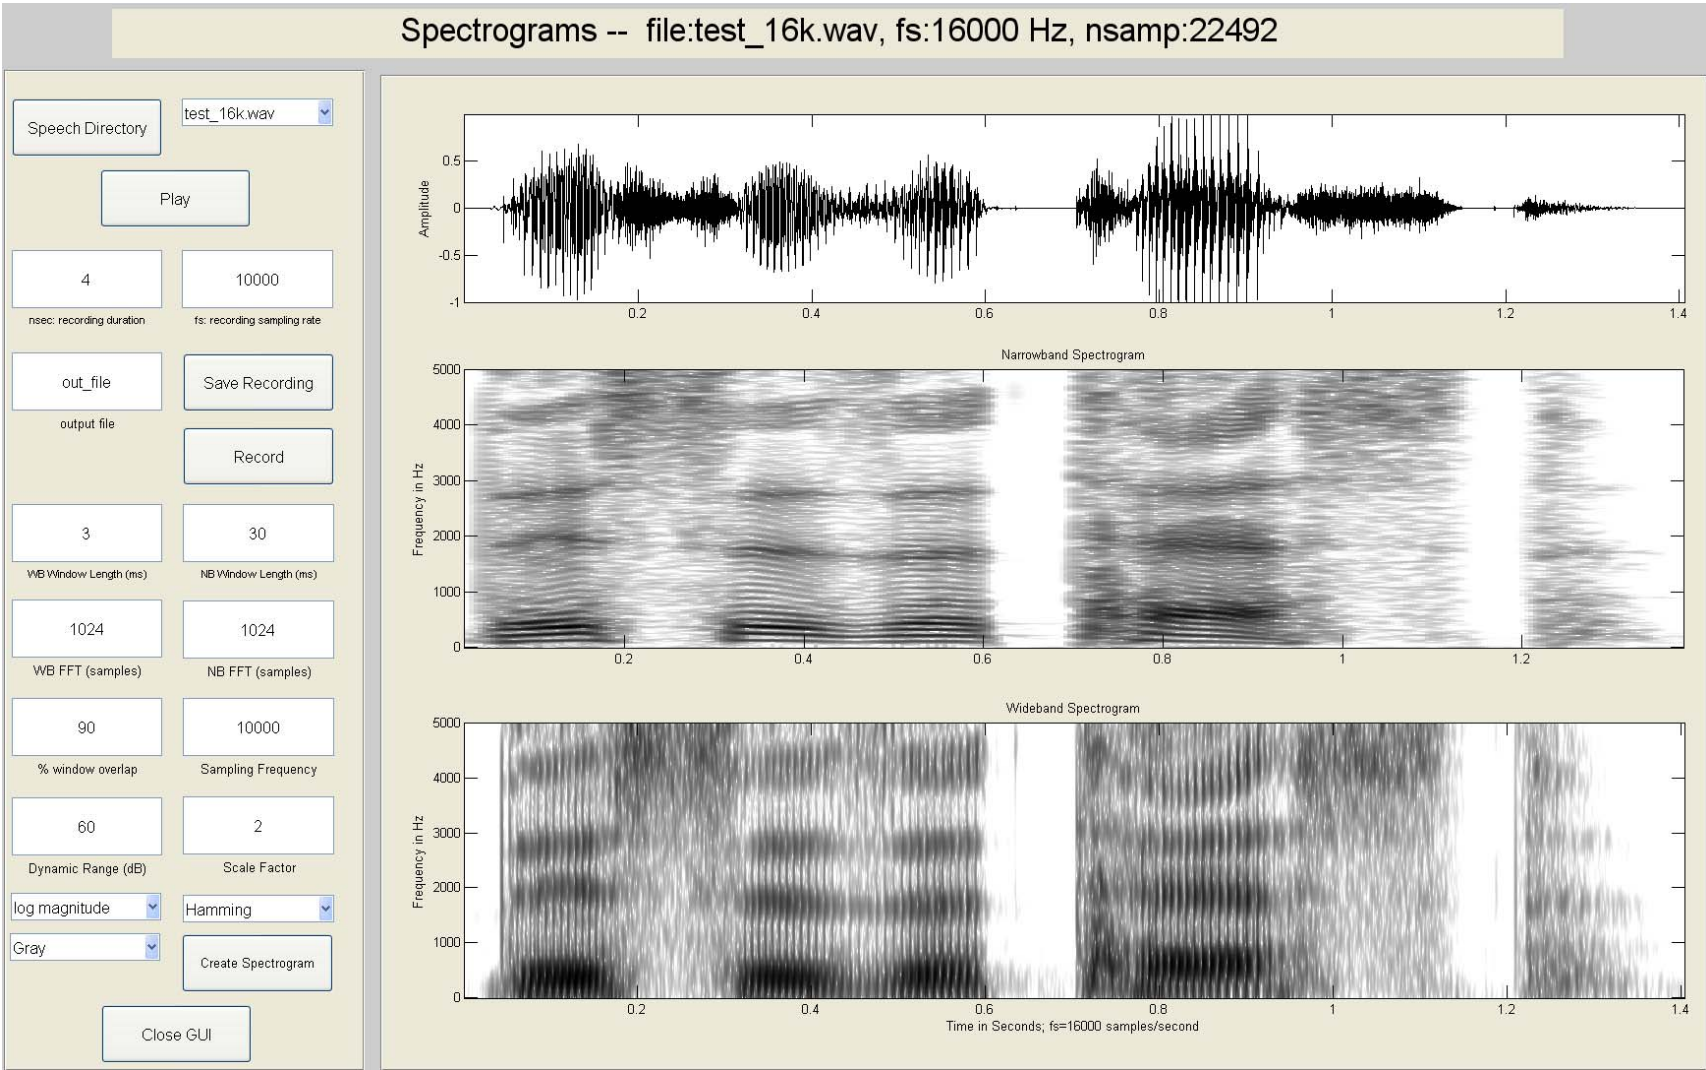 Spectrograms -- file:test_16k.wav, fs:16000 Hz, nsamp:22492
Speech Directory
test_16k.wav
Play
4
10000
nsec: recording duration
fs: recording sampling rate
out_file
Save Recording
output file
Record
3
30
WB Window Length (ms)
NB Window Length (ms)
1024
1024
WB FFT (samples)
NB FFT (samples)
90
10000
% window overlap
Sampling Frequency
60
2
Dynamic Range (dB)
Scale Factor
log magnitude
Hamming
Gray
Create Spectrogram
Close GUI
Amplitude
0.5
0
-0.5
-1
0.2 0.4 0.6 0.8 1 1.2 1.4
Narrowband Spectrogram
Frequency in Hz
5000
4000
3000
2000
1000
0
0.2 0.4 0.6 0.8 1 1.2
Wideband Spectrogram
Frequency in Hz
5000
4000
3000
2000
1000
0
0.2 0.4 0.6 0.8 1 1.2 1.4
Time in Seconds; fs=16000 samples/second